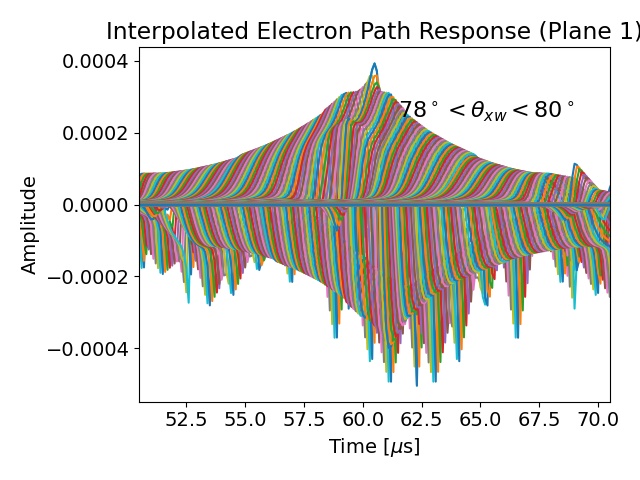 Interpolated Electron Path Response (Plane 1)
0.0004
78° < θxw < 80°
0.0002
0.0000
−0.0002
−0.0004
Amplitude
52.5 55.0 57.5 60.0 62.5 65.0 67.5 70.0
Time [μs]